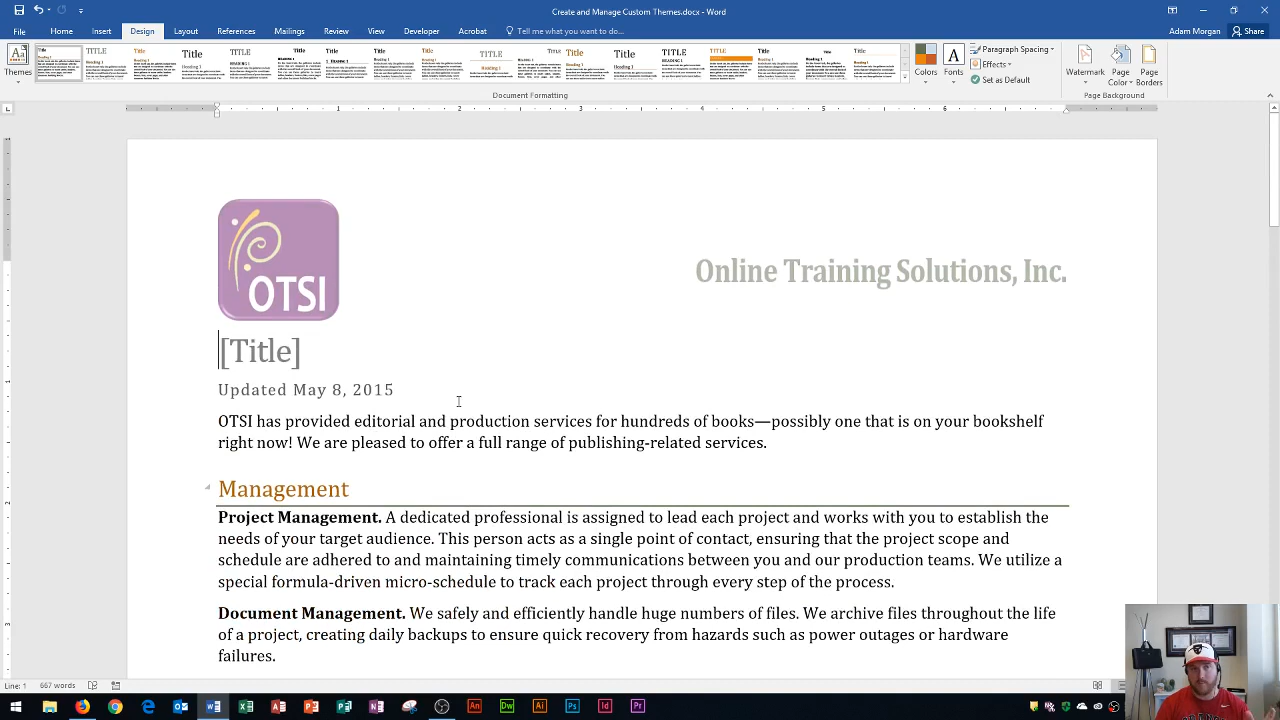 Create and Manage Custom Themes.docx - Word
Adam Morgan
Share
File Home Insert Design Layout References Mailings Review View Developer Acrobat Tell me what you want to do...
Themes
Colors
Fonts
Paragraph Spacing
Effects
Set as Default
Watermark
Page Color
Page Borders
Document Formatting
Page Background
1 2 3 4 5 6
OTSI
Online Training Solutions, Inc.
[Title]
Updated May 8, 2015
OTSI has provided editorial and production services for hundreds of books—possibly one that is on your bookshelf
right now! We are pleased to offer a full range of publishing-related services.
Management
Project Management. A dedicated professional is assigned to lead each project and works with you to establish the
needs of your target audience. This person acts as a single point of contact, ensuring that the project scope and
schedule are adhered to and maintaining timely communications between you and our production teams. We utilize a
special formula-driven micro-schedule to track each project through every step of the process.
Document Management. We safely and efficiently handle huge numbers of files. We archive files throughout the life
of a project, creating daily backups to ensure quick recovery from hazards such as power outages or hardware
failures.
Line: 1 667 words